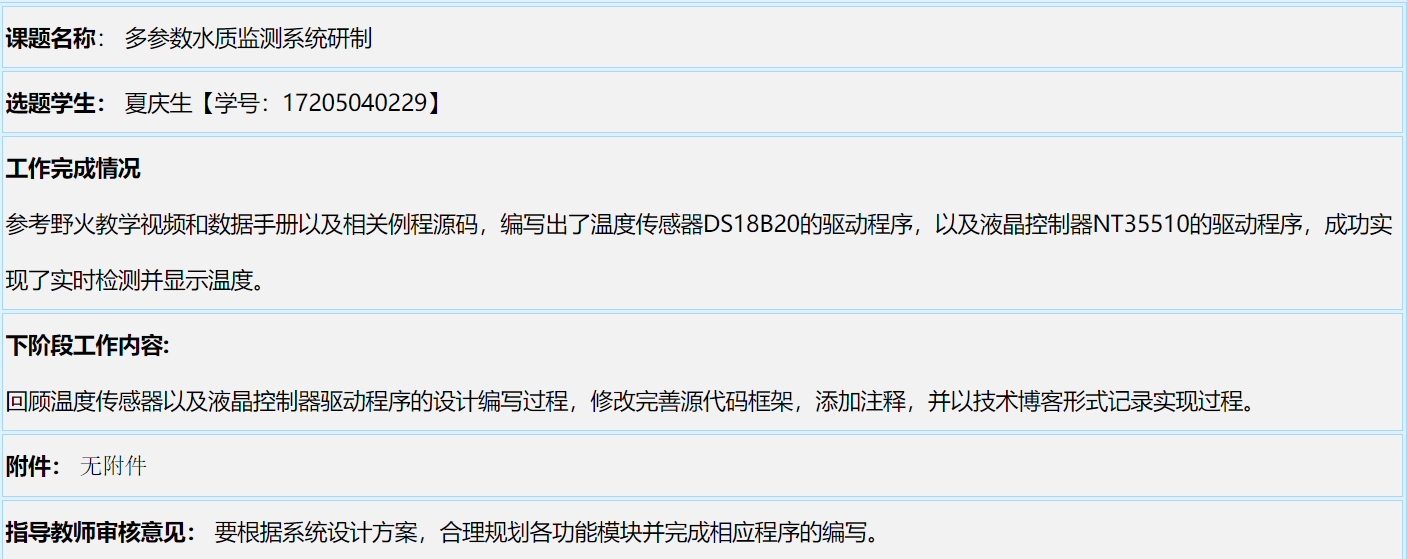 课题名称： 多参数水质监测系统研制
选题学生： 夏庆生【学号：17205040229】
工作完成情况
参考野火教学视频和数据手册以及相关例程源码，编写出了温度传感器DS18B20的驱动程序，以及液晶控制器NT35510的驱动程序，成功实
现了实时检测并显示温度。
下阶段工作内容:
回顾温度传感器以及液晶控制器驱动程序的设计编写过程，修改完善源代码框架，添加注释，并以技术博客形式记录实现过程。
附件： 无附件
指导教师审核意见： 要根据系统设计方案，合理规划各功能模块并完成相应程序的编写。